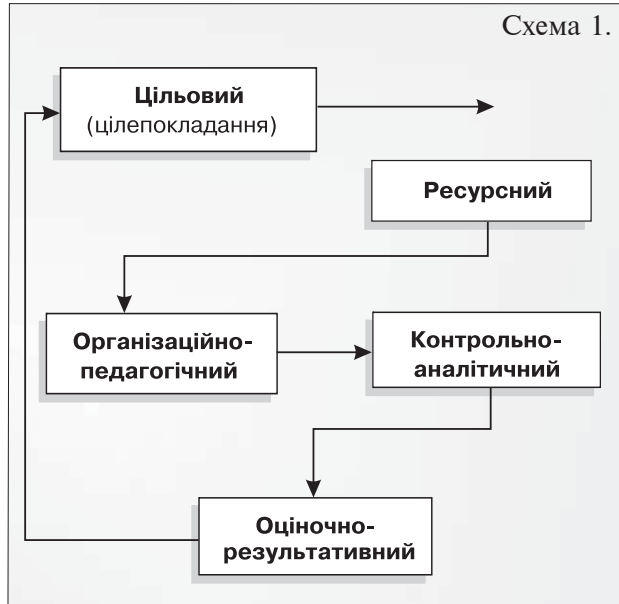 Схема 1.
Цільовий
(цілепокладання)
Ресурсний
Організаційно-
педагогічний
Контрольно-
аналітичний
Оціночно-
результативний